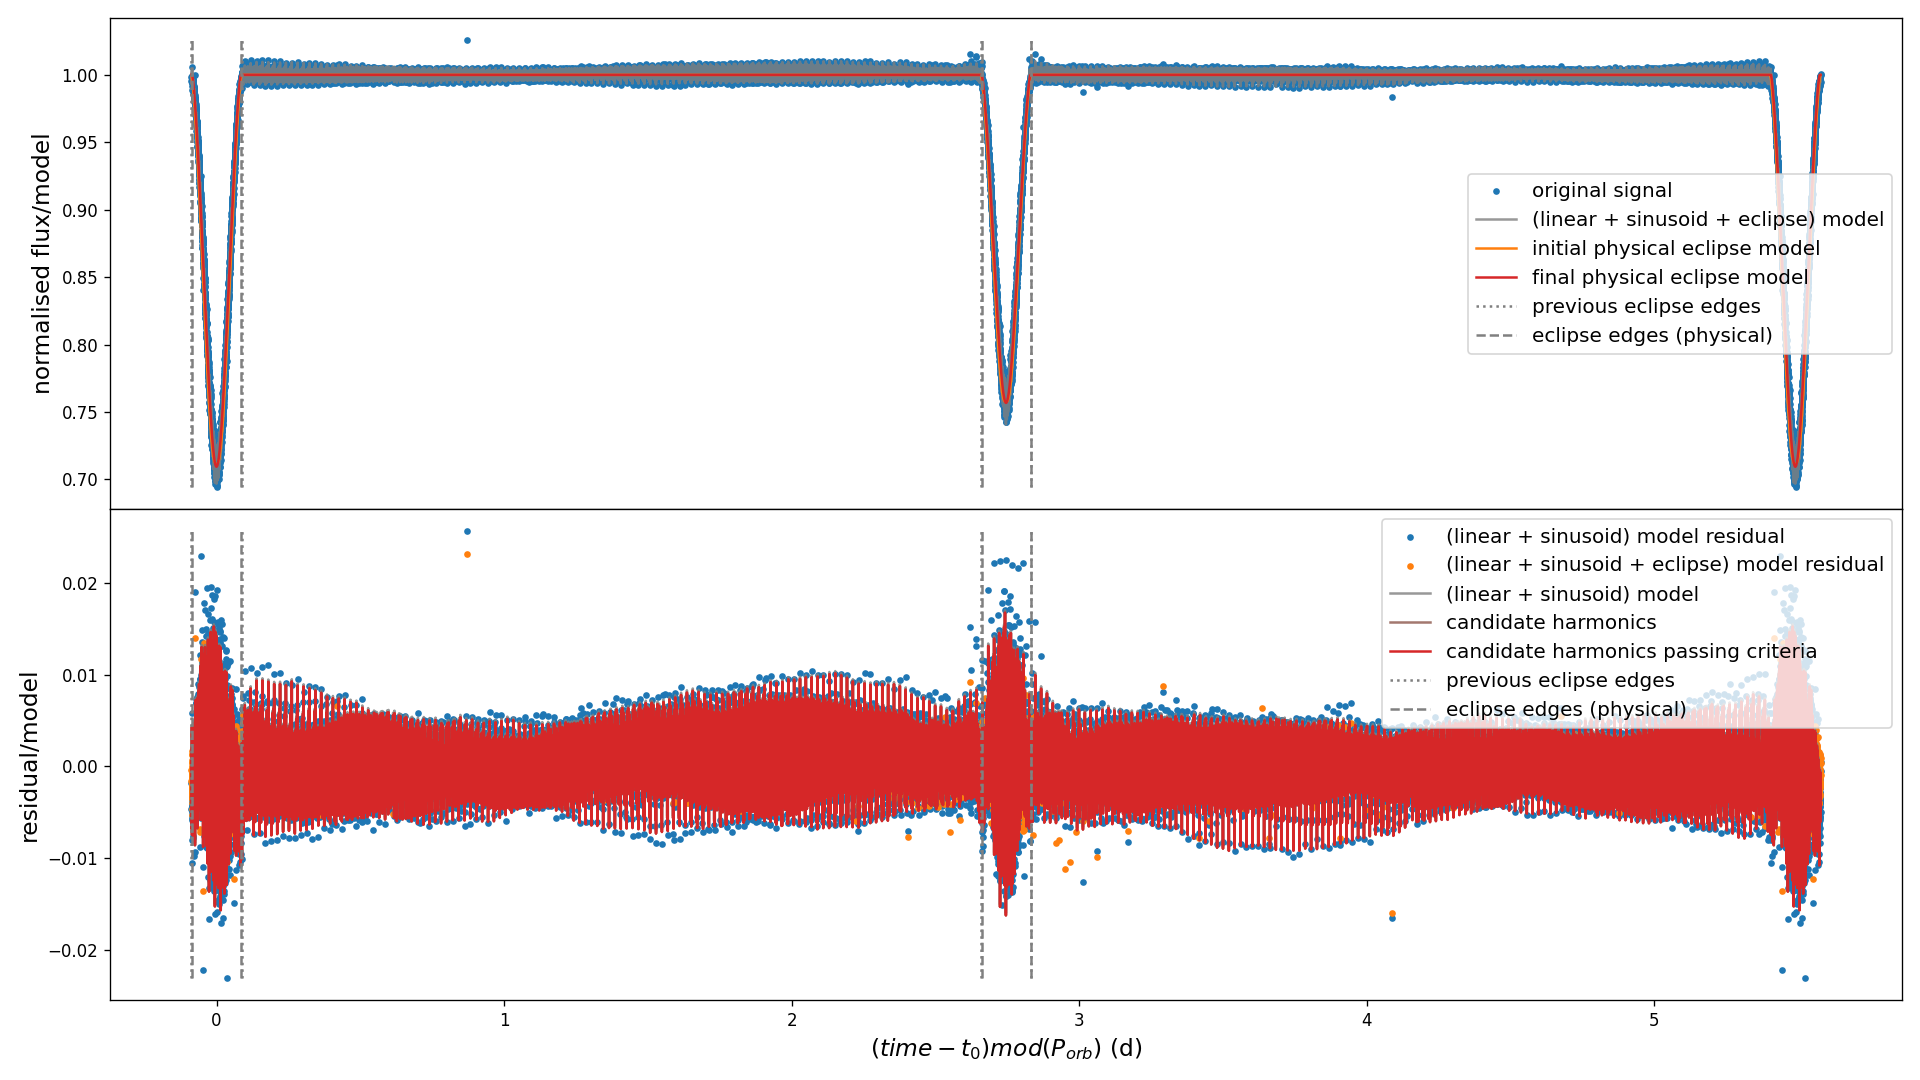 normalised flux/model
1.00
0.95
0.90
0.85
0.80
0.75
0.70
original signal
(linear + sinusoid + eclipse) model
initial physical eclipse model
final physical eclipse model
previous eclipse edges
eclipse edges (physical)
residual/model
0.02
0.01
0.00
−0.01
−0.02
(linear + sinusoid) model residual
(linear + sinusoid + eclipse) model residual
(linear + sinusoid) model
candidate harmonics
candidate harmonics passing criteria
previous eclipse edges
eclipse edges (physical)
0 1 2 3 4 5
(time − t₀)mod(Pₒᵣb) (d)